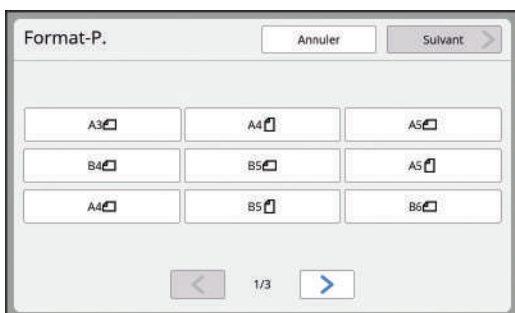 Format-P. Annuler Suivant
A3 A4 A5
B4 B5 A5
A4 B5 B6
1/3